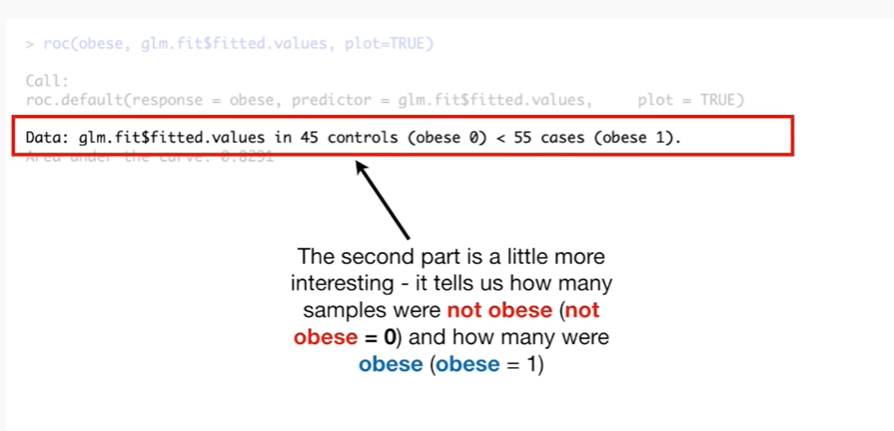 > roc(obese, glm.fit$fitted.values, plot=TRUE)
Call:
roc.default(response = obese, predictor = glm.fit$fitted.values,     plot = TRUE)
Data: glm.fit$fitted.values in 45 controls (obese 0) < 55 cases (obese 1).
Area under the curve: 0.8291
The second part is a little more
interesting - it tells us how many
samples were not obese (not
obese = 0) and how many were
obese (obese = 1)